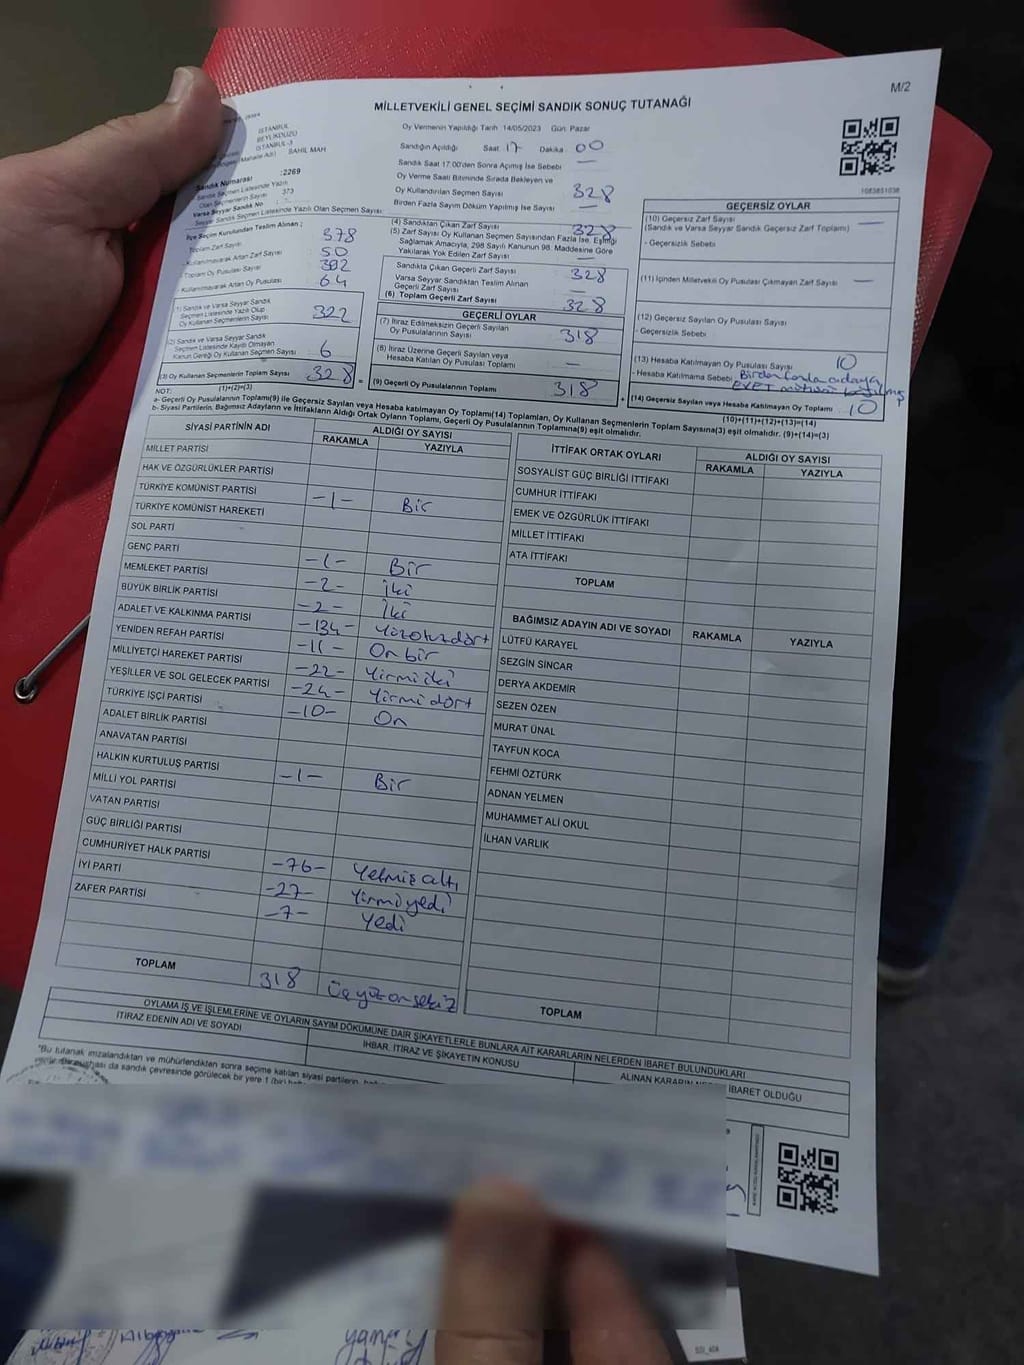 M/2
MİLLETVEKİLİ GENEL SEÇİMİ SANDIK SONUÇ TUTANAĞI
İSTANBUL
BEYLİKDÜZÜ
İSTANBUL-3
SAHİL MAH
Sandık Numarası :2269
Sandık Seçmen Listesinde Yazılı
Olan Seçmenlerin Sayısı 373
Varsa Seyyar Sandık No
Seyyar Sandık Seçmen Listesinde Yazılı Olan Seçmen Sayısı:
İlçe Seçim Kurulundan Teslim Alınan ;
Toplam Zarf Sayısı 378
- Kullanılmayarak Artan Zarf Sayısı 50
- Toplam Oy Pusulası Sayısı 382
- Kullanılmayarak Artan Oy Pusulası 64
(1) Sandık ve Varsa Seyyar Sandık
Seçmen Listesinde Yazılı Olup
Oy Kullanan Seçmenlerin Sayısı 322
(2) Sandık ve Varsa Seyyar Sandık
Seçmen Listesinde Kayıtlı Olmayan
Kanun Gereği Oy Kullanan Seçmen Sayısı 6
(3) Oy Kullanan Seçmenlerin Toplam Sayısı 328
(1)+(2)=(3)
Oy Vermenin Yapıldığı Tarih 14/05/2023 Gün: Pazar
Sandığın Açıldığı Saat 17 Dakika 00
Sandık Saat 17:00'den Sonra Açılmış İse Sebebi —
Oy Verme Saati Bitiminde Sırada Bekleyen ve
Oy Kullandırılan Seçmen Sayısı 328
Birden Fazla Sayım Döküm Yapılmış İse Sayısı —
(4) Sandıktan Çıkan Zarf Sayısı 328
(5) Zarf Sayısı Oy Kullanan Seçmen Sayısından Fazla İse, Eşitliği
Sağlamak Amacıyla, 298 Sayılı Kanunun 98. Maddesine Göre
Yakılarak Yok Edilen Zarf Sayısı —
Sandıkta Çıkan Geçerli Zarf Sayısı 328
Varsa Seyyar Sandıktan Teslim Alınan
Geçerli Zarf Sayısı —
(6) Toplam Geçerli Zarf Sayısı 328
GEÇERLİ OYLAR
(7) İtiraz Edilmeksizin Geçerli Sayılan
Oy Pusulalarının Sayısı 318
(8) İtiraz Üzerine Geçerli Sayılan veya
Hesaba Katılan Oy Pusulası Toplamı —
= (9) Geçerli Oy Pusulalarının Toplamı 318 +
1083851038
GEÇERSİZ OYLAR
(10) Geçersiz Zarf Sayısı —
(Sandık ve Varsa Seyyar Sandık Geçersiz Zarf Toplamı)
- Geçersizlik Sebebi
(11) İçinden Milletvekili Oy Pusulası Çıkmayan Zarf Sayısı —
(12) Geçersiz Sayılan Oy Pusulası Sayısı
- Geçersizlik Sebebi
(13) Hesaba Katılmayan Oy Pusulası Sayısı 10
- Hesaba Katılmama Sebebi Birden fazla adaya
EVET mührü basılmış
(14) Geçersiz Sayılan veya Hesaba Katılmayan Oy Toplamı 10
(10)+(11)+(12)+(13)=(14)
NOT:
a- Geçerli Oy Pusulalarının Toplamı(9) ile Geçersiz Sayılan veya Hesaba katılmayan Oy Toplamı(14) Toplamları, Oy Kullanan Seçmenlerin Toplam Sayısına(3) eşit olmalıdır. (9)+(14)=(3)
b- Siyasi Partilerin, Bağımsız Adayların ve İttifakların Aldığı Ortak Oyların Toplamı, Geçerli Oy Pusulalarının Toplamına(9) eşit olmalıdır.
SİYASİ PARTİNİN ADI ALDIĞI OY SAYISI
RAKAMLA YAZIYLA
MİLLET PARTİSİ
HAK VE ÖZGÜRLÜKLER PARTİSİ
TÜRKİYE KOMÜNİST PARTİSİ -1- Bir
TÜRKİYE KOMÜNİST HAREKETİ
SOL PARTİ
GENÇ PARTİ -1- Bir
MEMLEKET PARTİSİ -2- iki
BÜYÜK BİRLİK PARTİSİ -2- iki
ADALET VE KALKINMA PARTİSİ -134- Yüzotuzdört
YENİDEN REFAH PARTİSİ -11- On bir
MİLLİYETÇİ HAREKET PARTİSİ -22- Yirmi iki
YEŞİLLER VE SOL GELECEK PARTİSİ -24- Yirmi dört
TÜRKİYE İŞÇİ PARTİSİ -10- On
ADALET BİRLİK PARTİSİ
ANAVATAN PARTİSİ
HALKIN KURTULUŞ PARTİSİ -1- Bir
MİLLİ YOL PARTİSİ
VATAN PARTİSİ
GÜÇ BİRLİĞİ PARTİSİ
CUMHURİYET HALK PARTİSİ -76- Yetmiş altı
İYİ PARTİ -27- Yirmi yedi
ZAFER PARTİSİ -7- Yedi
TOPLAM 318 Üç yüz on sekiz
İTTİFAK ORTAK OYLARI ALDIĞI OY SAYISI
RAKAMLA YAZIYLA
SOSYALİST GÜÇ BİRLİĞİ İTTİFAKI
CUMHUR İTTİFAKI
EMEK VE ÖZGÜRLÜK İTTİFAKI
MİLLET İTTİFAKI
ATA İTTİFAKI
TOPLAM
BAĞIMSIZ ADAYIN ADI VE SOYADI RAKAMLA YAZIYLA
LÜTFÜ KARAYEL
SEZGİN SİNCAR
DERYA AKDEMİR
SEZEN ÖZEN
MURAT ÜNAL
TAYFUN KOCA
FEHMİ ÖZTÜRK
ADNAN YELMEN
MUHAMMET ALİ OKUL
İLHAN VARLIK
TOPLAM
OYLAMA İŞ VE İŞLEMLERİNE VE OYLARIN SAYIM DÖKÜMÜNE DAİR ŞİKAYETLERLE BUNLARA AİT KARARLARIN NELERDEN İBARET BULUNDUKLARI
İTİRAZ EDENİN ADI VE SOYADI İHBAR, İTİRAZ VE ŞİKAYETİN KONUSU ALINAN KARARIN İBARET OLDUĞU
"Bu tutanak imzalandıktan ve mühürlendikten sonra seçime katılan siyasi partilerin,
da sandık çevresinde görülecek bir yere 1 (bir)